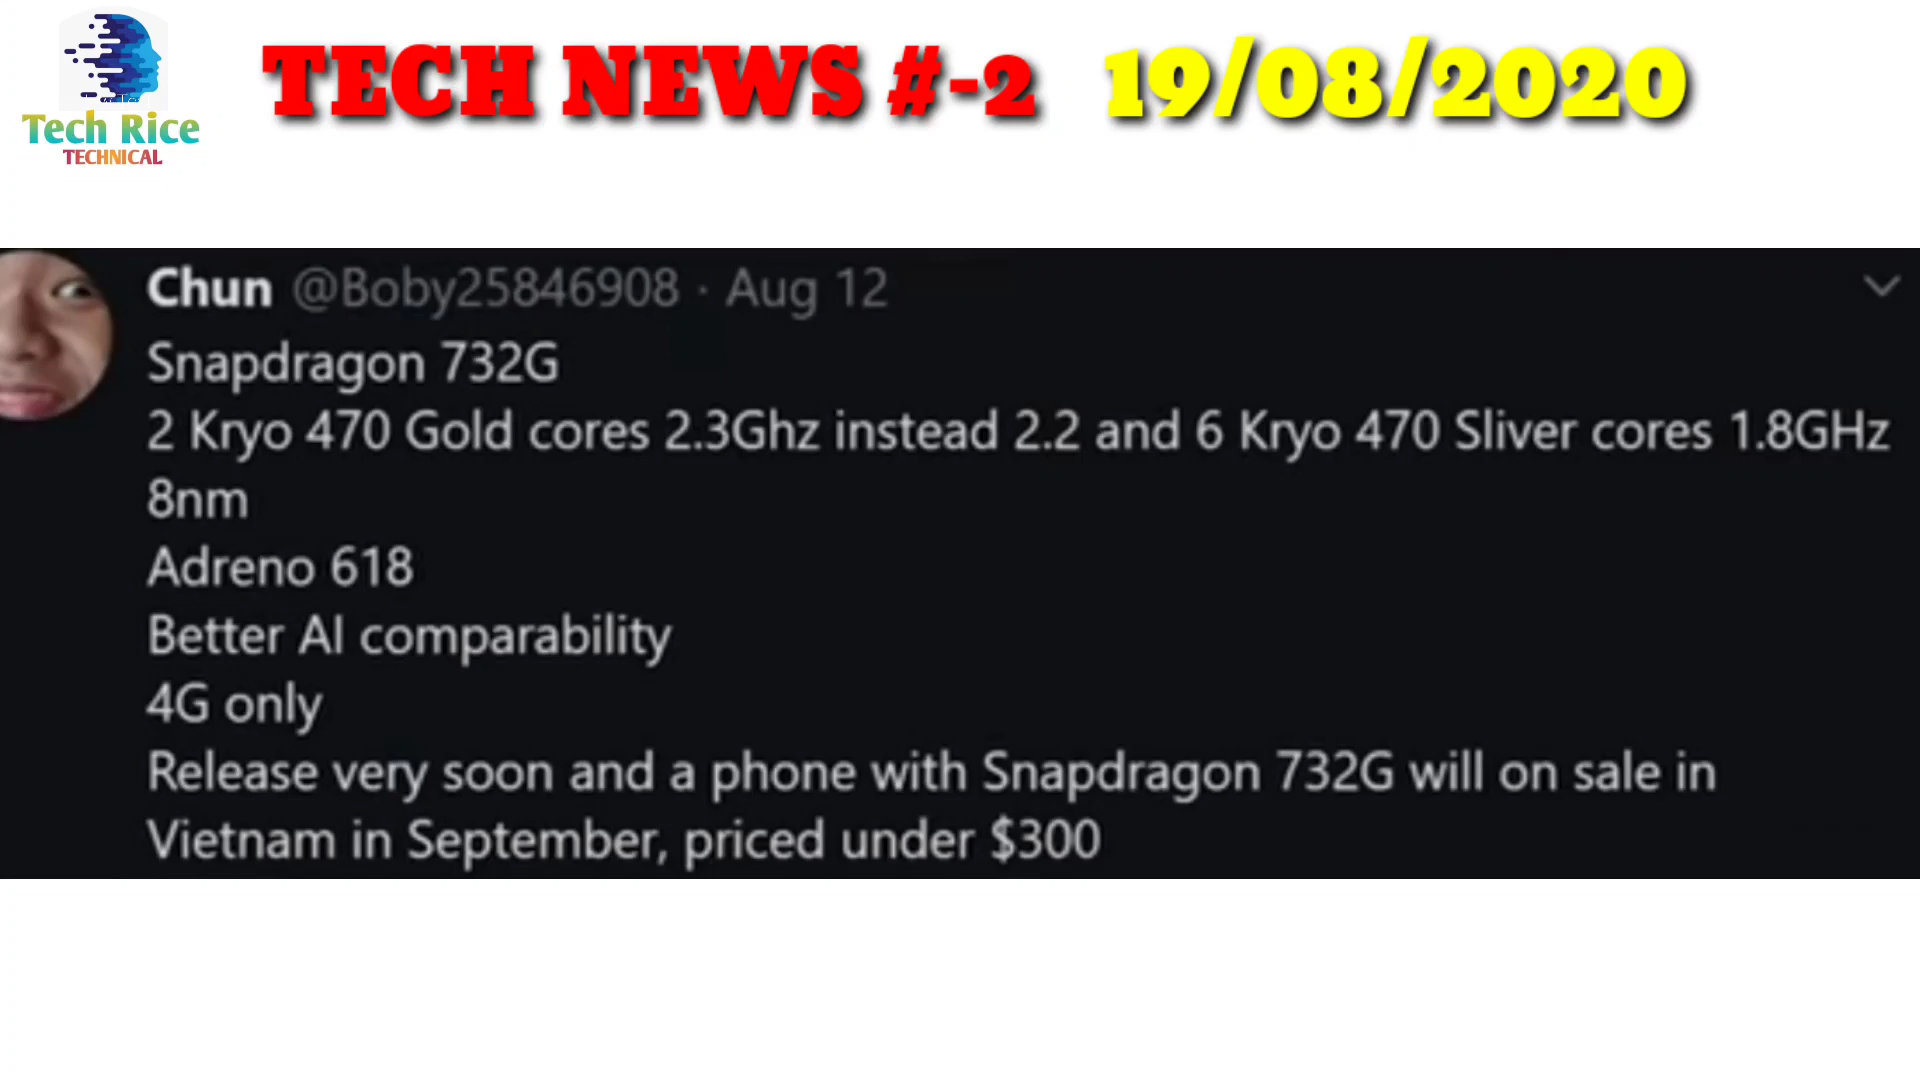 Tech Rice
TECHNICAL
TECH NEWS #-2 19/08/2020
Chun @Boby25846908 · Aug 12
Snapdragon 732G
2 Kryo 470 Gold cores 2.3Ghz instead 2.2 and 6 Kryo 470 Sliver cores 1.8GHz
8nm
Adreno 618
Better AI comparability
4G only
Release very soon and a phone with Snapdragon 732G will on sale in
Vietnam in September, priced under $300